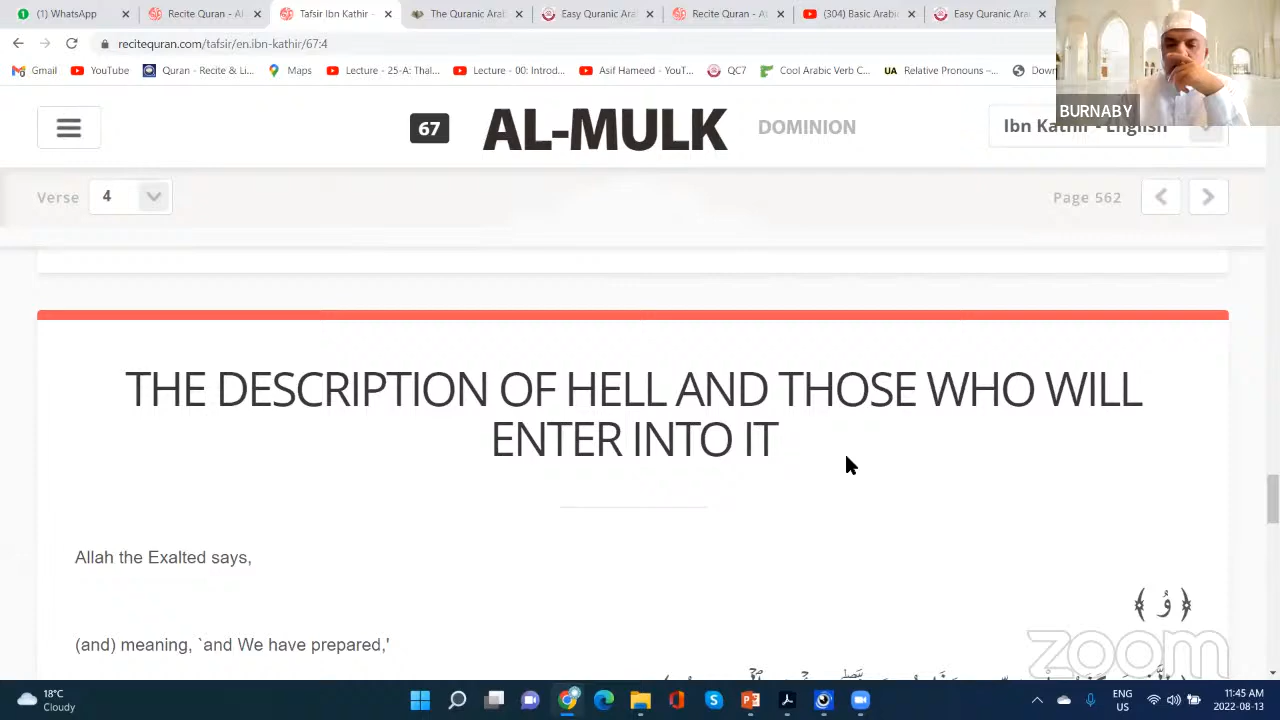 (1) WhatsApp
Recite Quran - Al
Tafsir Ibn Kathir -
The Quranic Arab
Easy Quranic Arab
Recite Quran - A
(304) Basic Arabic
Easy Quranic Ara
recitequran.com/tafsir/en.ibn-kathir/67:4
Gmail
YouTube
Quran - Recite & Li...
Maps
Lecture - 25-A: Thal...
Lecture - 00: Introd...
Asif Hameed - YouT...
QC7
Cool Arabic Verb C...
Relative Pronouns –...
BURNABY
67
AL-MULK
DOMINION
Ibn Kathir - English
Verse
4
Page 562
THE DESCRIPTION OF HELL AND THOSE WHO WILL
ENTER INTO IT
Allah the Exalted says,
﴿ وُ ﴾
(and) meaning, `and We have prepared,'
zoom
18°C
Cloudy
ENG
US
11:45 AM
2022-08-13